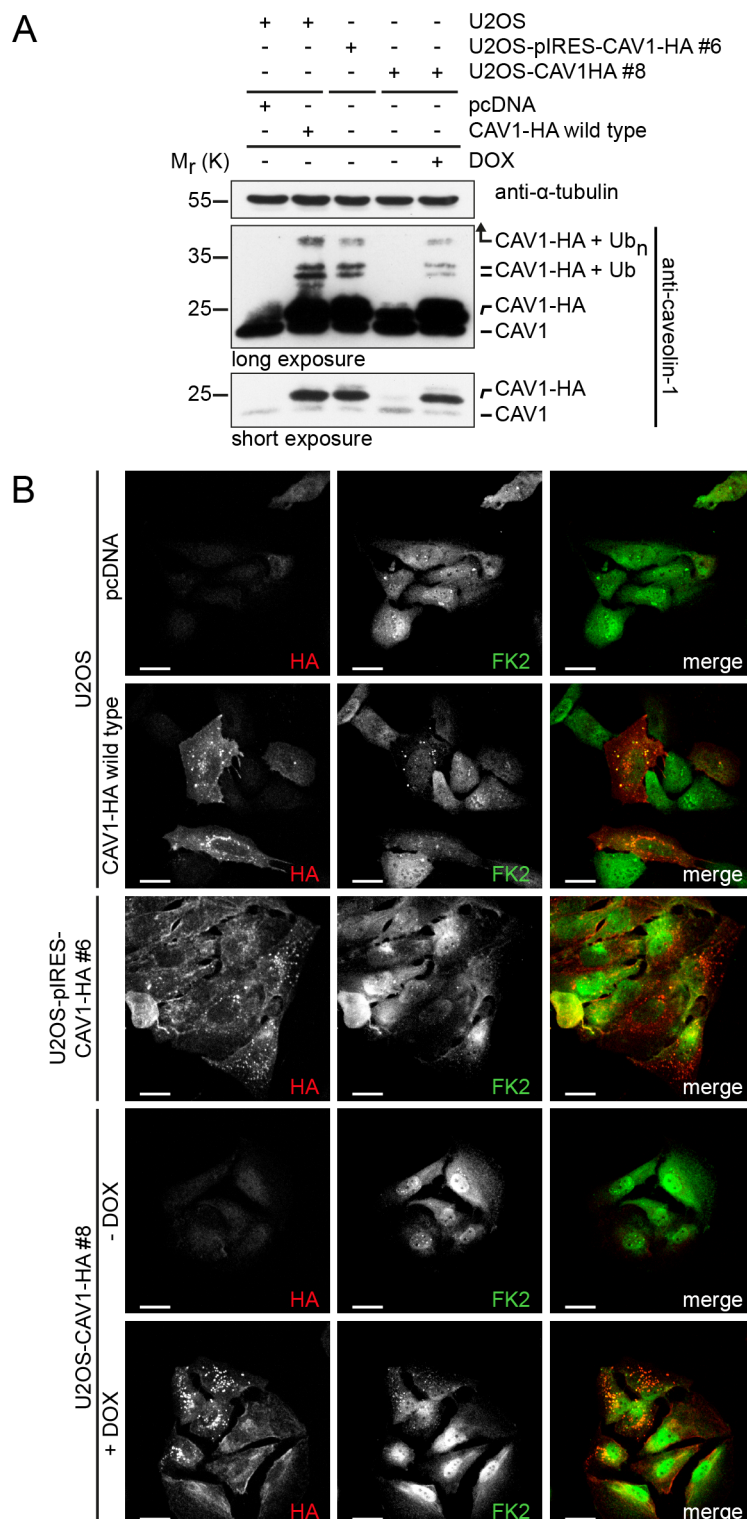 A
+ + - - - U2OS
- - + - - U2OS-pIRES-CAV1-HA #6
- - - + + U2OS-CAV1HA #8
+ - - - - pcDNA
- + - - - CAV1-HA wild type
Mr (K) - - - - + DOX
55 anti-α-tubulin
CAV1-HA + Ubn
35
CAV1-HA + Ub
25 CAV1-HA
CAV1
long exposure
25 CAV1-HA
CAV1
short exposure
anti-caveolin-1
B
U2OS
pcDNA
HA FK2 merge
CAV1-HA wild type
HA FK2 merge
U2OS-pIRES-
CAV1-HA #6
HA FK2 merge
U2OS-CAV1-HA #8
- DOX
HA FK2 merge
+ DOX
HA FK2 merge